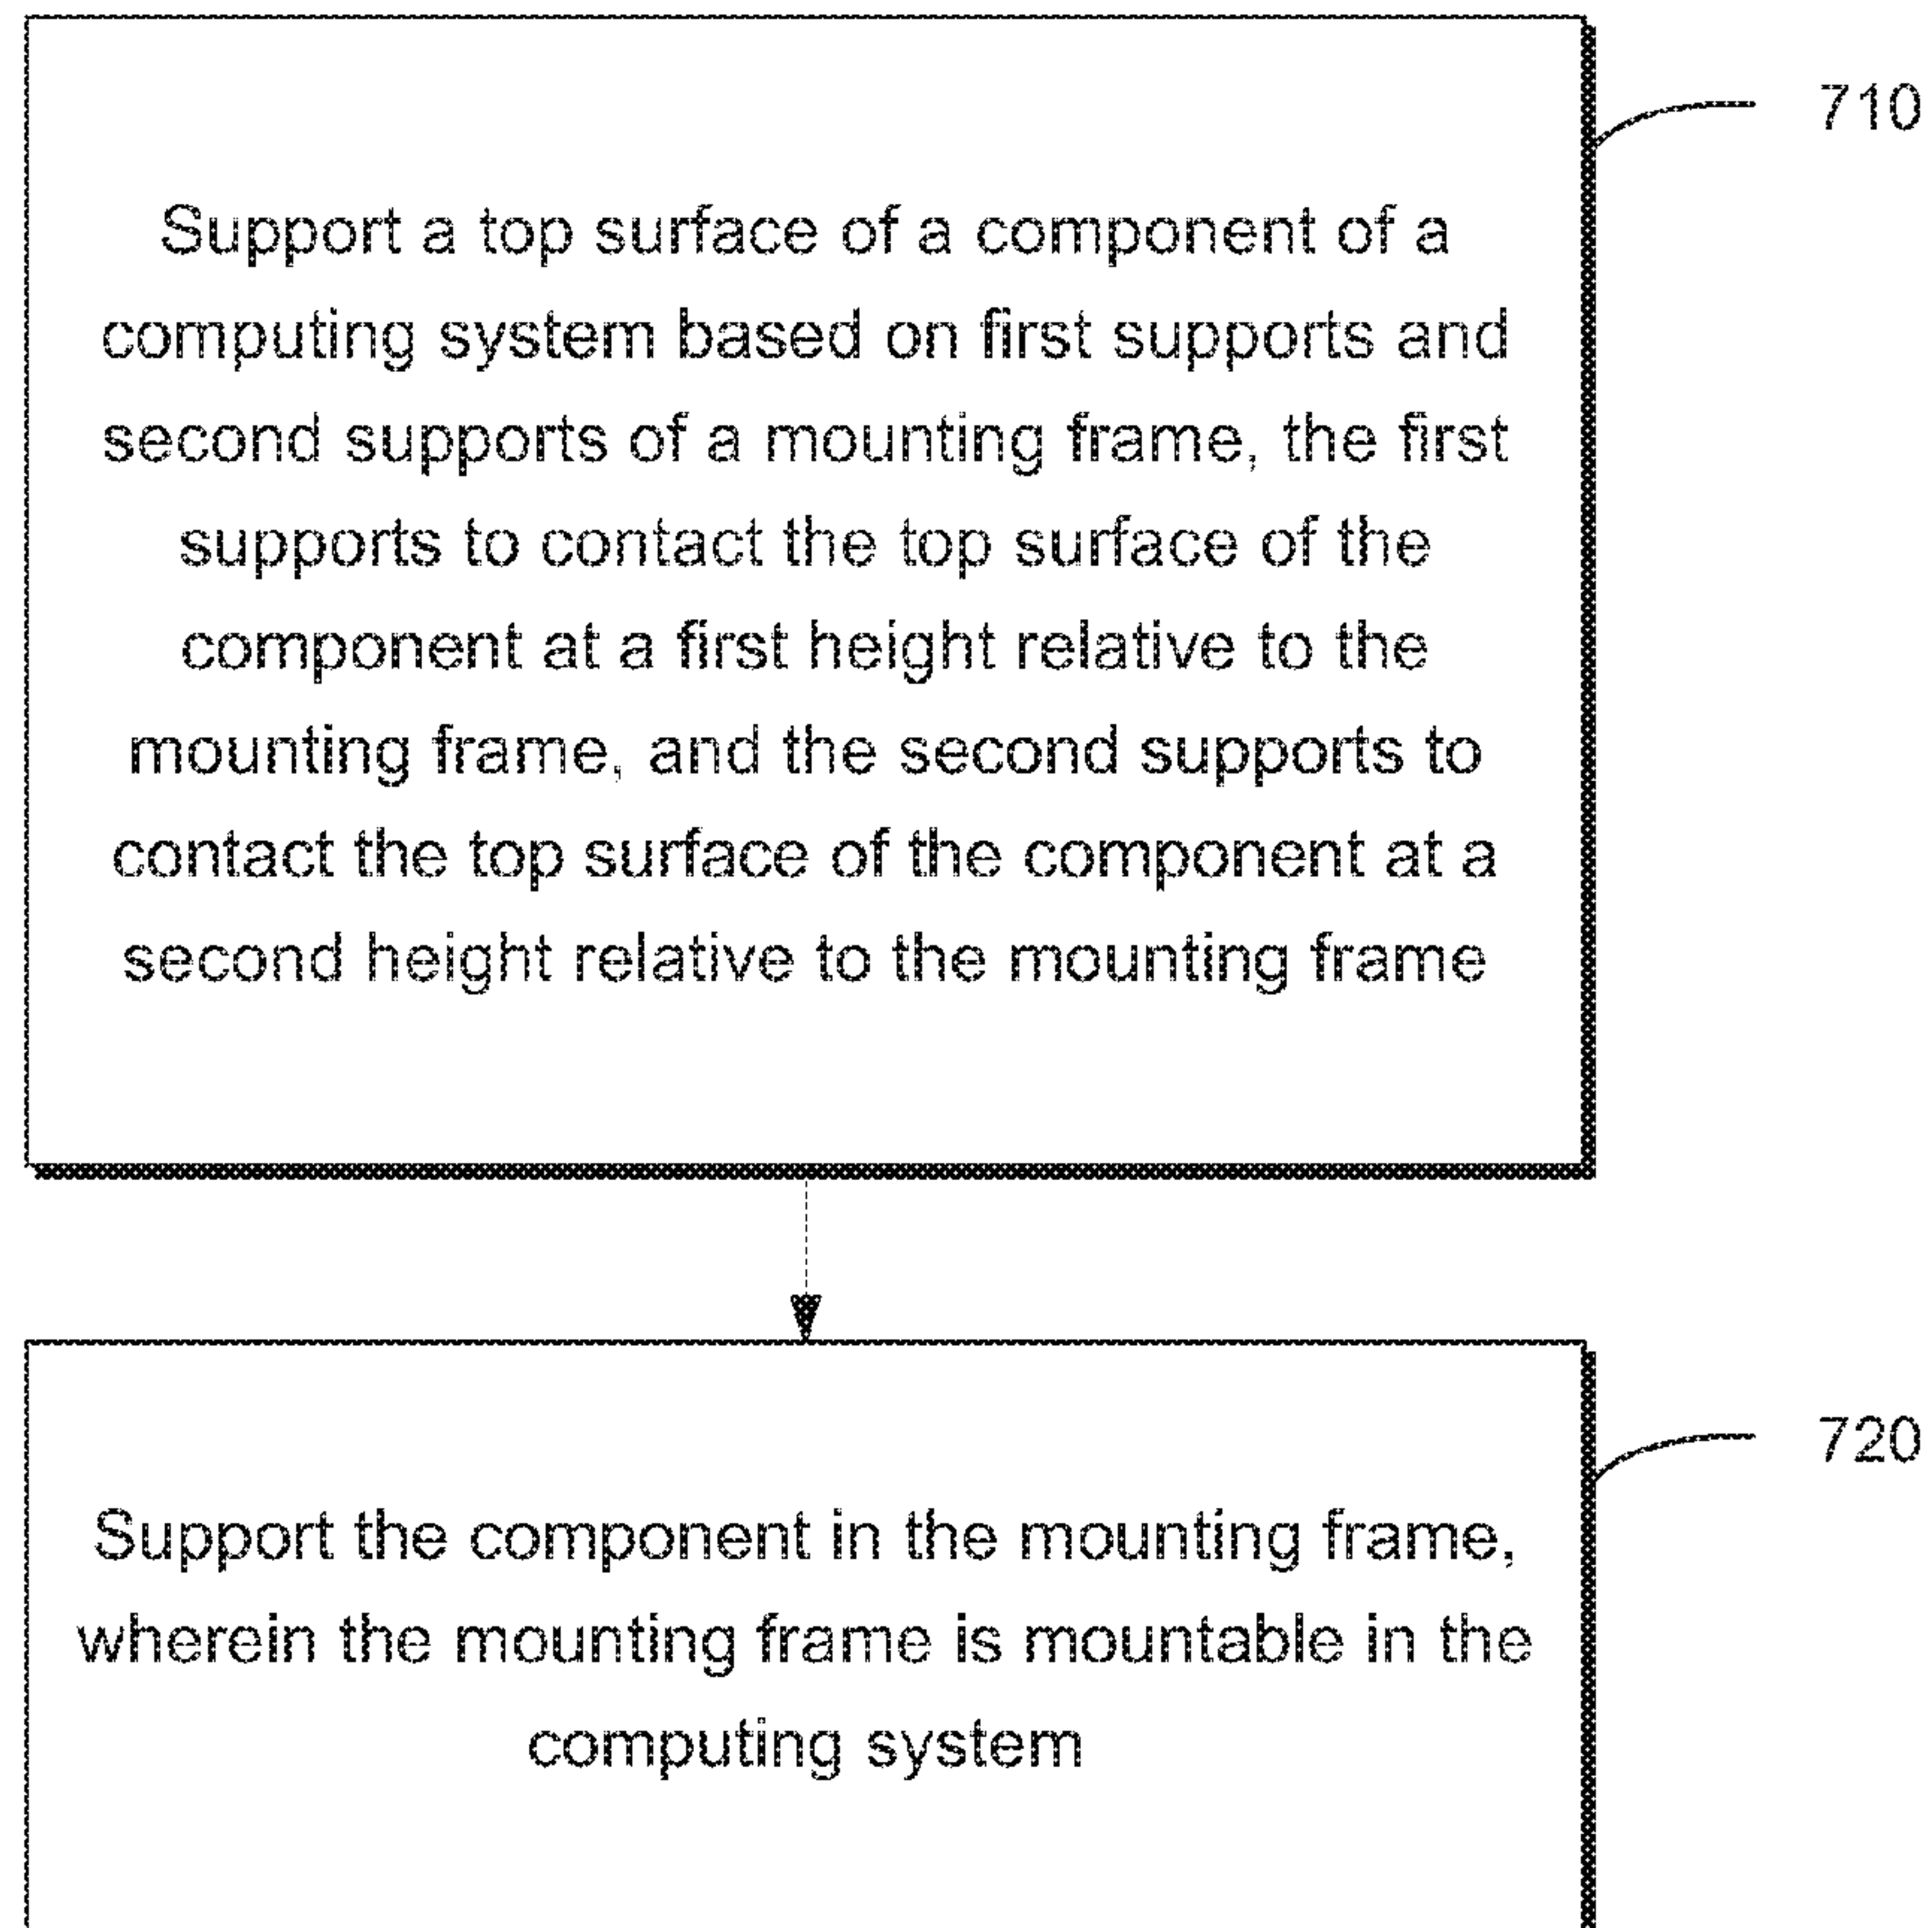 710
Support a top surface of a component of a
computing system based on first supports and
second supports of a mounting frame, the first
supports to contact the top surface of the
component at a first height relative to the
mounting frame, and the second supports to
contact the top surface of the component at a
second height relative to the mounting frame
720
Support the component in the mounting frame,
wherein the mounting frame is mountable in the
computing system